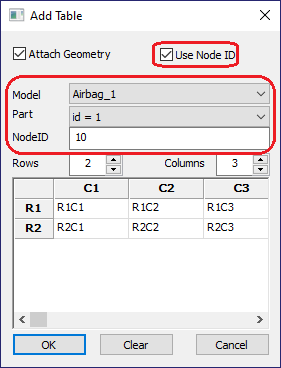 Add Table
Attach Geometry Use Node ID
Model Airbag_1
Part id = 1
NodeID 10
Rows 2 Columns 3
C1 C2 C3
R1 R1C1 R1C2 R1C3
R2 R2C1 R2C2 R2C3
OK Clear Cancel